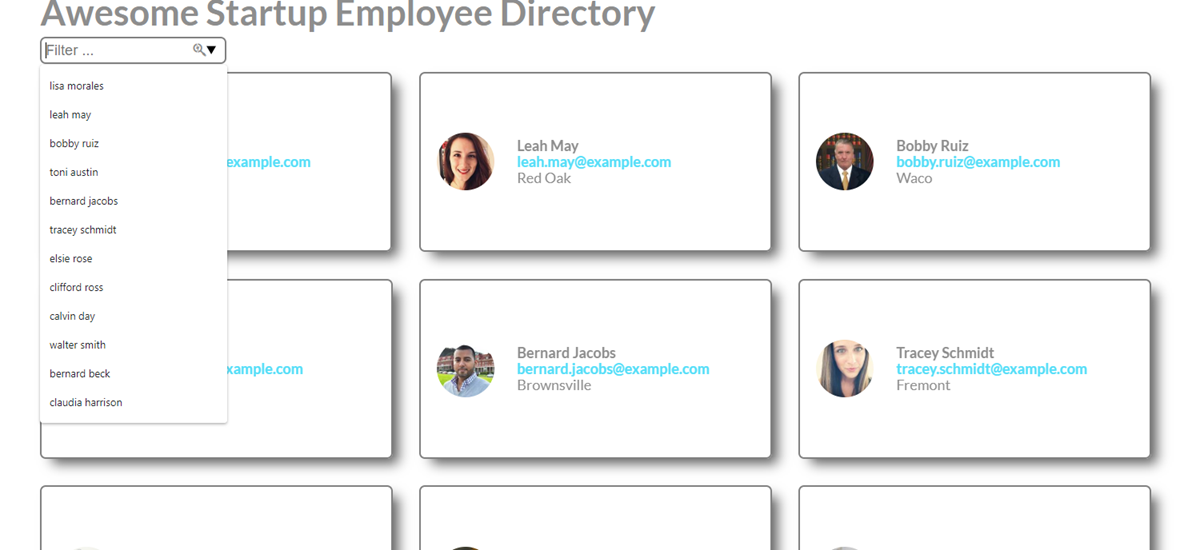 Awesome Startup Employee Directory
Filter ...
lisa morales
leah may
bobby ruiz
toni austin
bernard jacobs
tracey schmidt
elsie rose
clifford ross
calvin day
walter smith
bernard beck
claudia harrison
example.com
Leah May
leah.may@example.com
Red Oak
Bobby Ruiz
bobby.ruiz@example.com
Waco
xample.com
Bernard Jacobs
bernard.jacobs@example.com
Brownsville
Tracey Schmidt
tracey.schmidt@example.com
Fremont